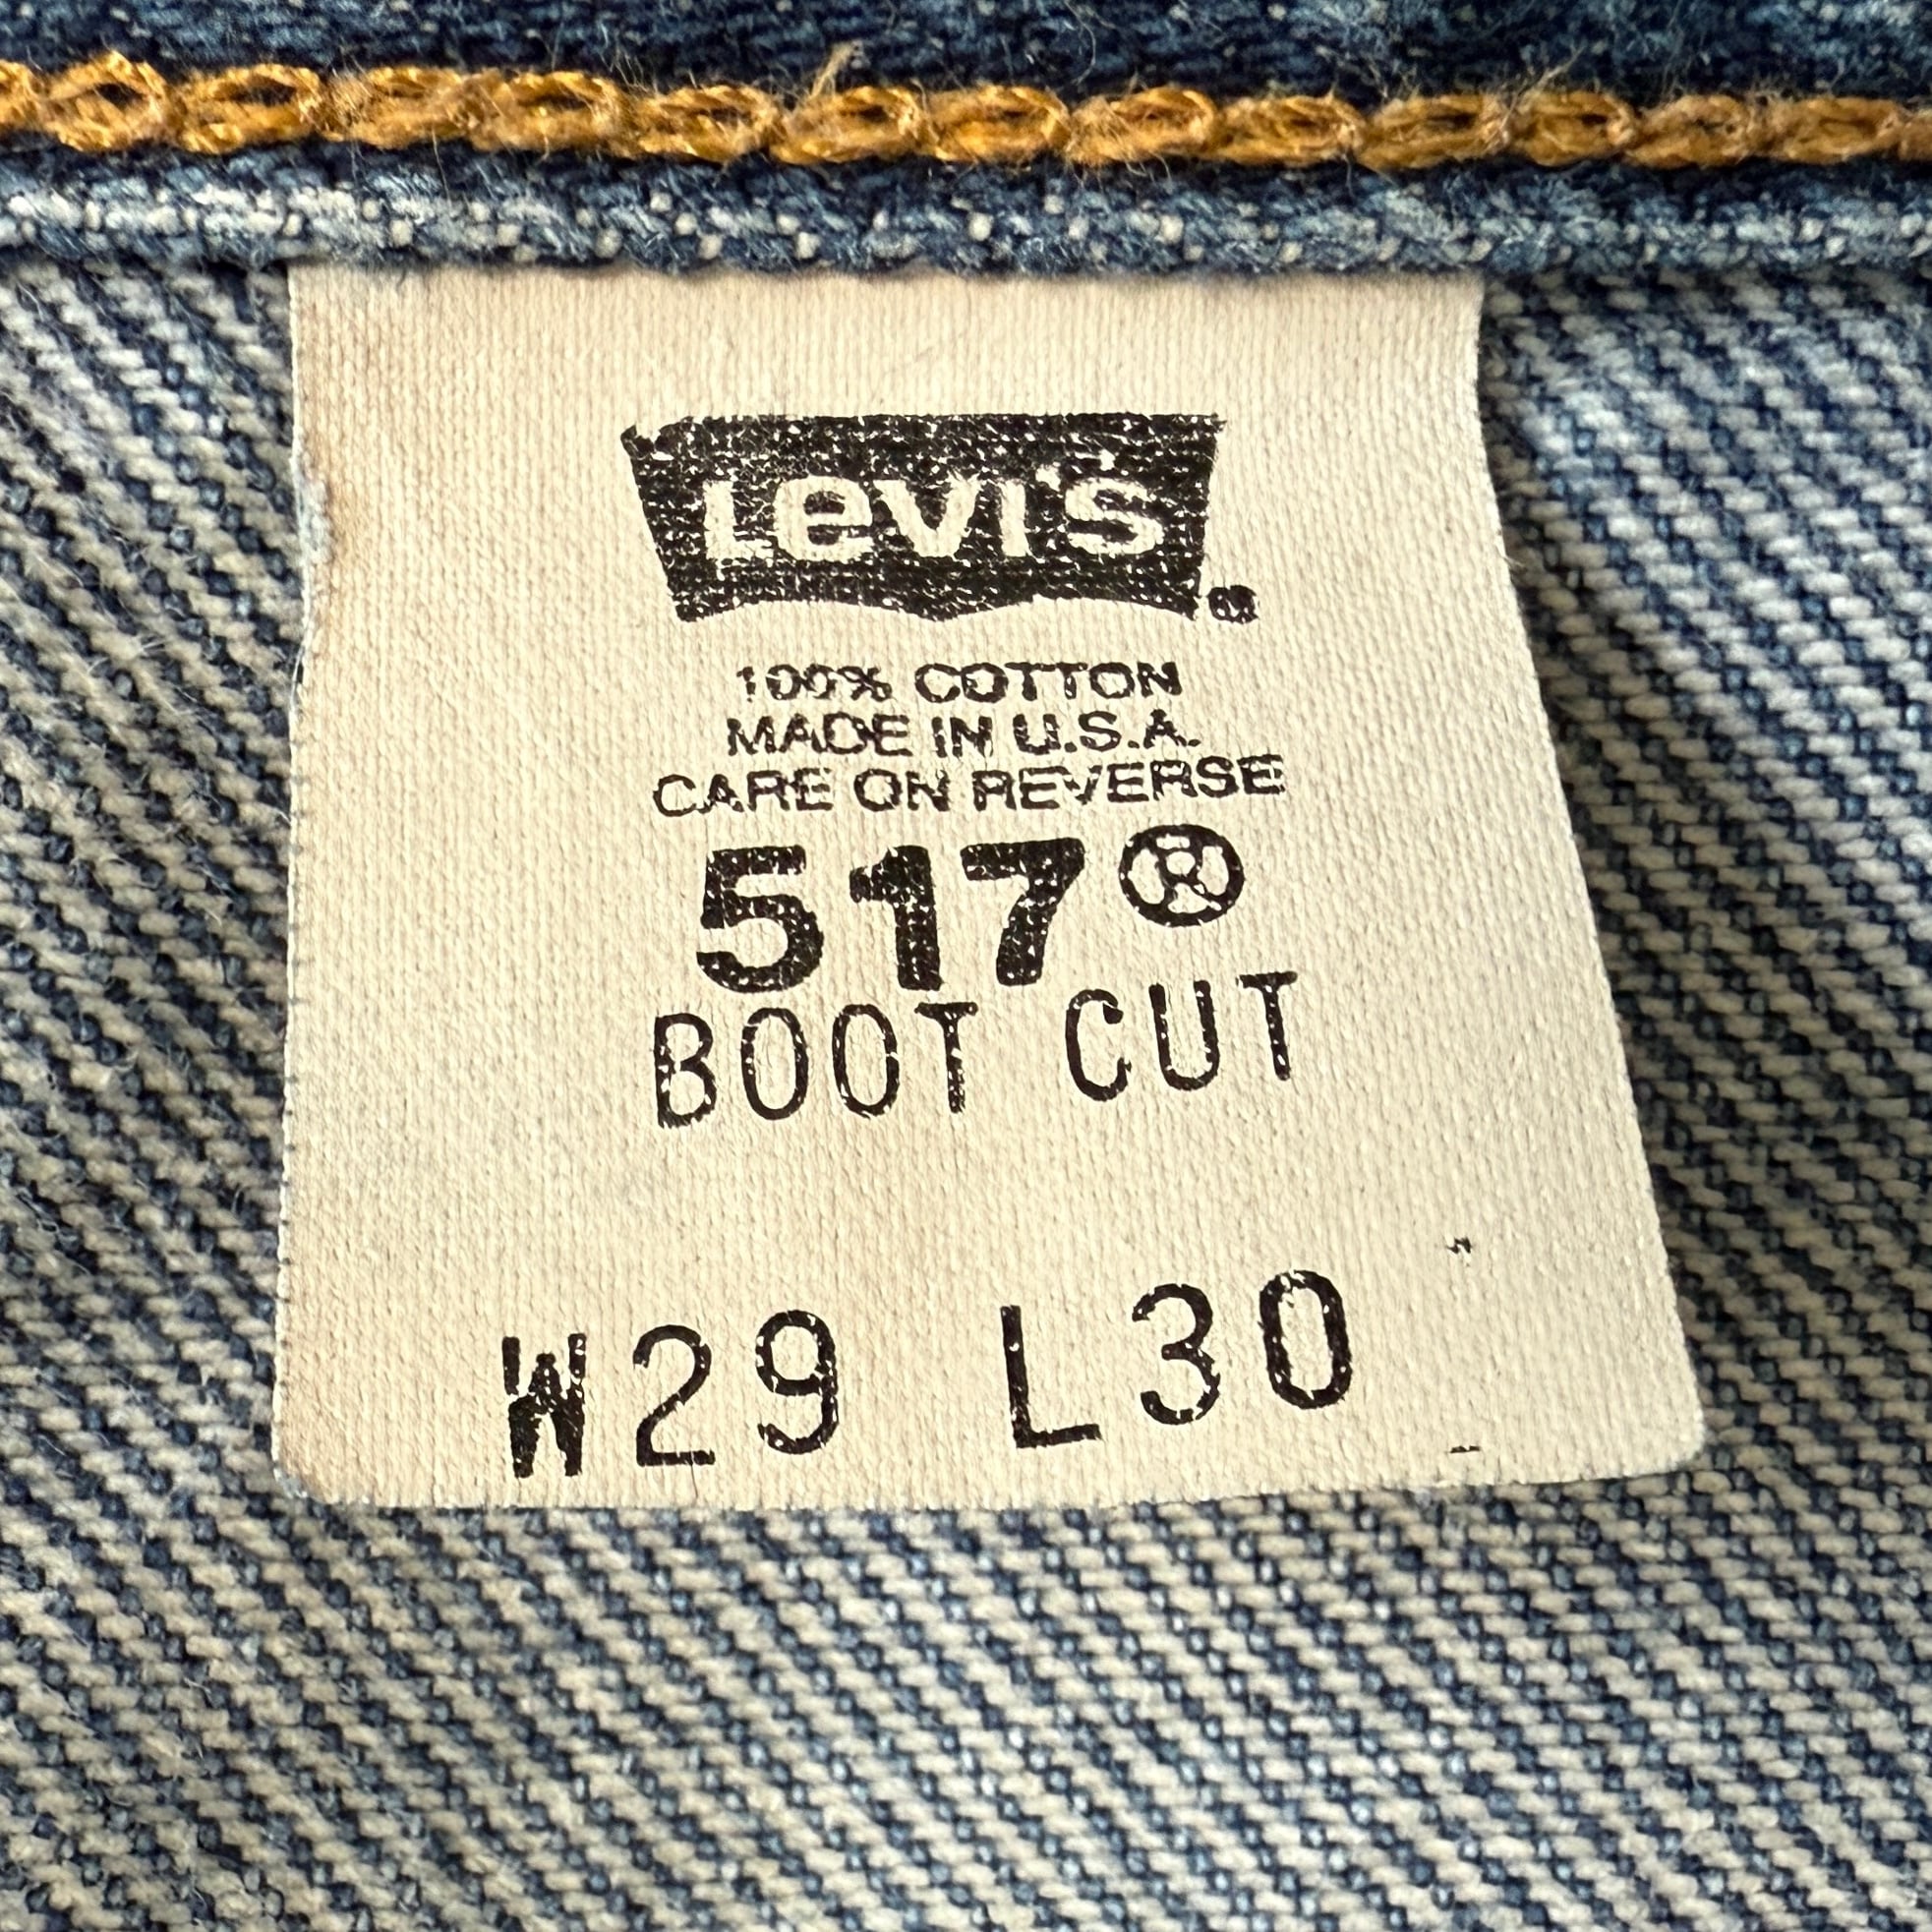 Levi's®
100% COTTON
MADE IN U.S.A.
CARE ON REVERSE
517®
BOOT CUT
W29 L30